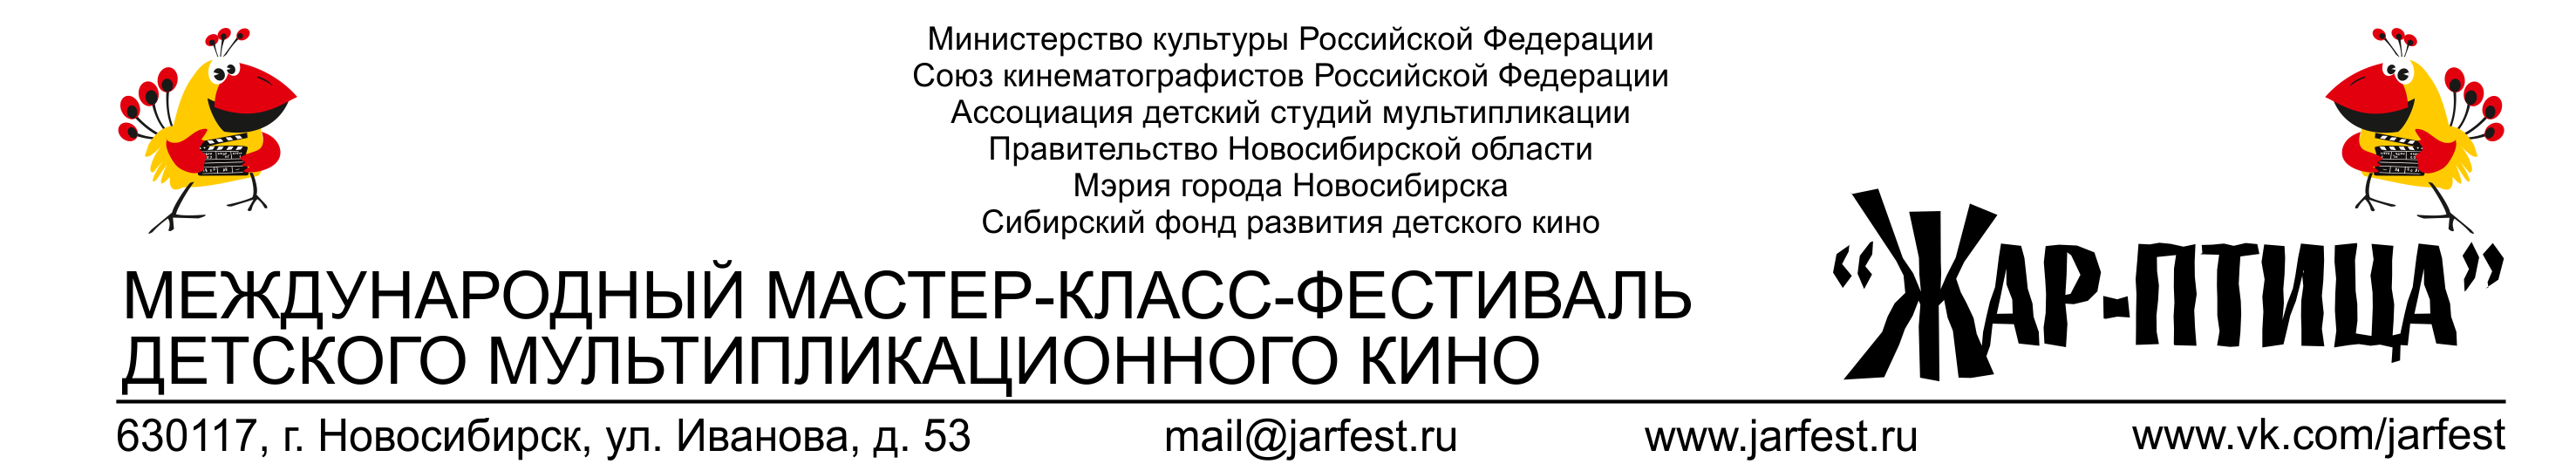 Министерство культуры Российской Федерации
Союз кинематографистов Российской Федерации
Ассоциация детский студий мультипликации
Правительство Новосибирской области
Мэрия города Новосибирска
Сибирский фонд развития детского кино
МЕЖДУНАРОДНЫЙ МАСТЕР-КЛАСС-ФЕСТИВАЛЬ
ДЕТСКОГО МУЛЬТИПЛИКАЦИОННОГО КИНО
“ЖАР-ПТИЦА”
630117, г. Новосибирск, ул. Иванова, д. 53 mail@jarfest.ru www.jarfest.ru www.vk.com/jarfest